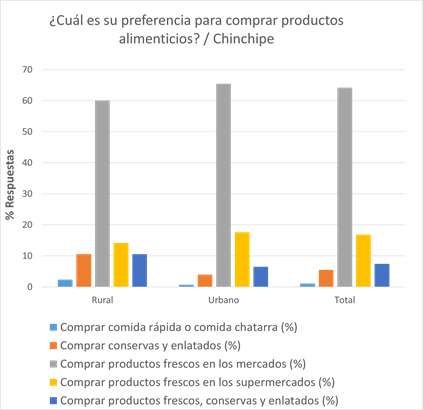 ¿Cuál es su preferencia para comprar productos
alimenticios? / Chinchipe
% Respuestas
70
60
50
40
30
20
10
0
Rural
Urbano
Total
Comprar comida rápida o comida chatarra (%)
Comprar conservas y enlatados (%)
Comprar productos frescos en los mercados (%)
Comprar productos frescos en los supermercados (%)
Comprar productos frescos, conservas y enlatados (%)